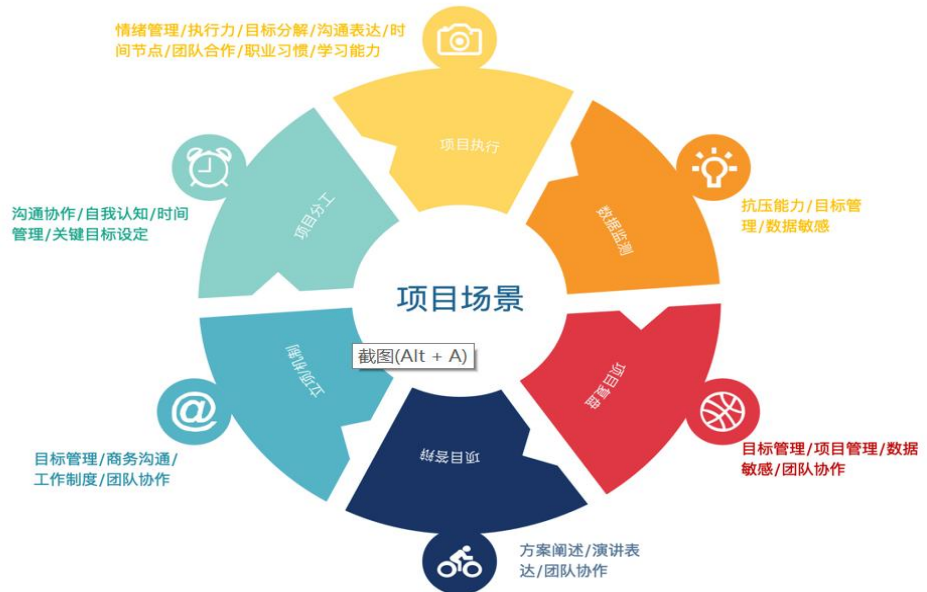 情绪管理/执行力/目标分解/沟通表达/时
间节点/团队合作/职业习惯/学习能力
项目执行
数据监测
抗压能力/目标管
理/数据敏感
项目分工
沟通协作/自我认知/时间
管理/关键目标设定
项目场景
截图(Alt + A)
立项/机制
项目复盘
@
目标管理/商务沟通/
工作制度/团队协作
目标管理/项目管理/数据
敏感/团队协作
项目答辩
方案阐述/演讲表
达/团队协作